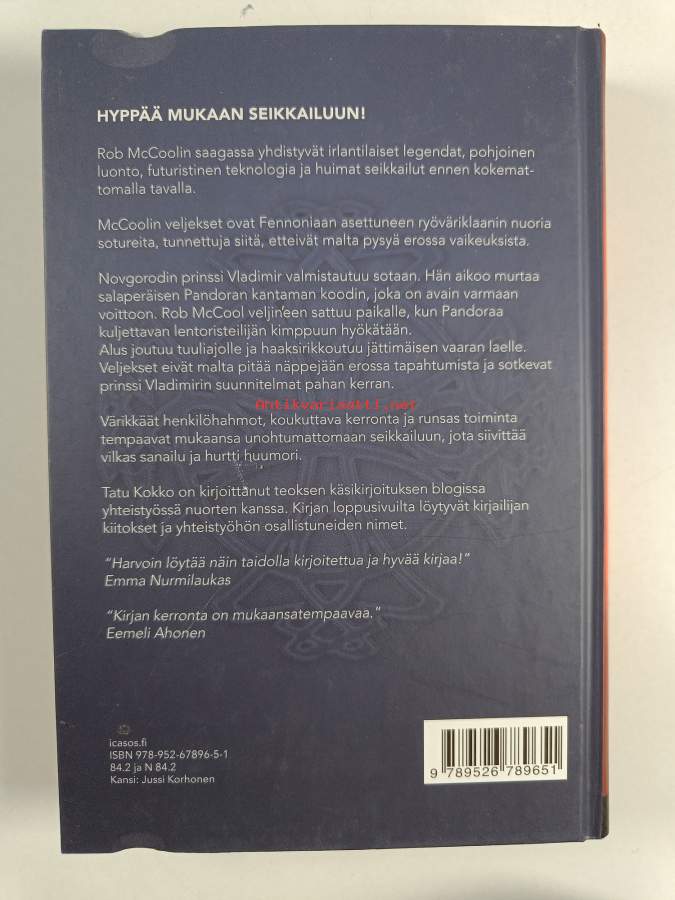 HYPPÄÄ MUKAAN SEIKKAILUUN!
Rob McCoolin saagassa yhdistyvät irlantilaiset legendat, pohjoinen
luonto, futuristinen teknologia ja huimat seikkailut ennen kokemat-
tomalla tavalla.
McCoolin veljekset ovat Fennoniaan asettuneen ryöväriklaanin nuoria
sotureita, tunnettuja siitä, etteivät malta pysyä erossa vaikeuksista.
Novgorodin prinssi Vladimir valmistautuu sotaan. Hän aikoo murtaa
salaperäisen Pandoran kantaman koodin, joka on avain varmaan
voittoon. Rob McCool veljineen sattuu paikalle, kun Pandoraa
kuljettavan lentoristeilijän kimppuun hyökätään.
Alus joutuu tuuliajolle ja haaksirikkoutuu jättimäisen vaaran laelle.
Veljekset eivät malta pitää näppejään erossa tapahtumista ja sotkevat
prinssi Vladimirin suunnitelmat pahan kerran.
Antikvariaatti.net
Värikkäät henkilöhahmot, koukuttava kerronta ja runsas toiminta
tempaavat mukaansa unohtumattomaan seikkailuun, jota siivittää
vilkas sanailu ja hurtti huumori.
Tatu Kokko on kirjoittanut teoksen käsikirjoituksen blogissa
yhteistyössä nuorten kanssa. Kirjan loppusivuilta löytyvät kirjailijan
kiitokset ja yhteistyöhön osallistuneiden nimet.
"Harvoin löytää näin taidolla kirjoitettua ja hyvää kirjaa!"
Emma Nurmilaukas
"Kirjan kerronta on mukaansatempaavaa."
Eemeli Ahonen
icasos.fi
ISBN 978-952-67896-5-1
84.2 ja N 84.2
Kansi: Jussi Korhonen
9 789526 789651